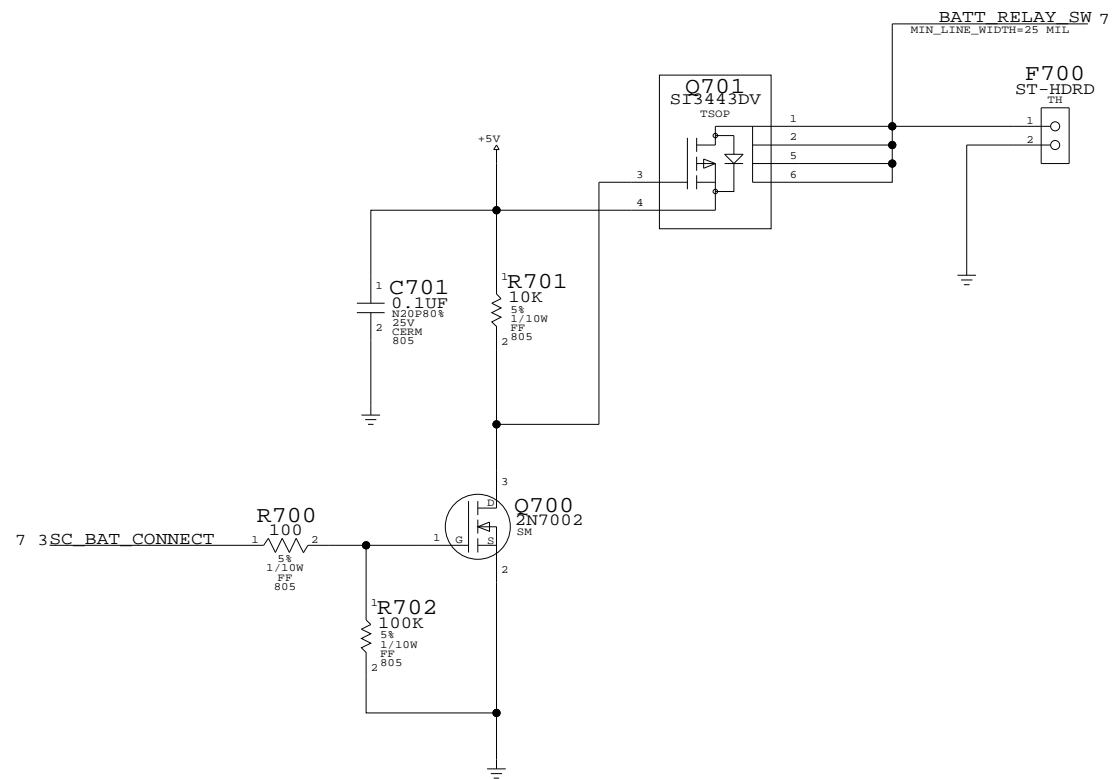 BATT_RELAY_SW 7
MIN_LINE_WIDTH=25 MIL
F700
ST-HDRD
TH
1
2
Q701
SI3443DV
TSOP
1
2
5
6
3
4
+5V
1
C701
0.1UF
N20P80%
25V
CERM
805
2
1
R701
10K
5%
1/10W
FF
805
2
3
Q700
2N7002
SM
D
G
S
1
2
7 3 SC_BAT_CONNECT
R700
100
1
2
5%
1/10W
FF
805
1
R702
100K
5%
1/10W
FF
805
2